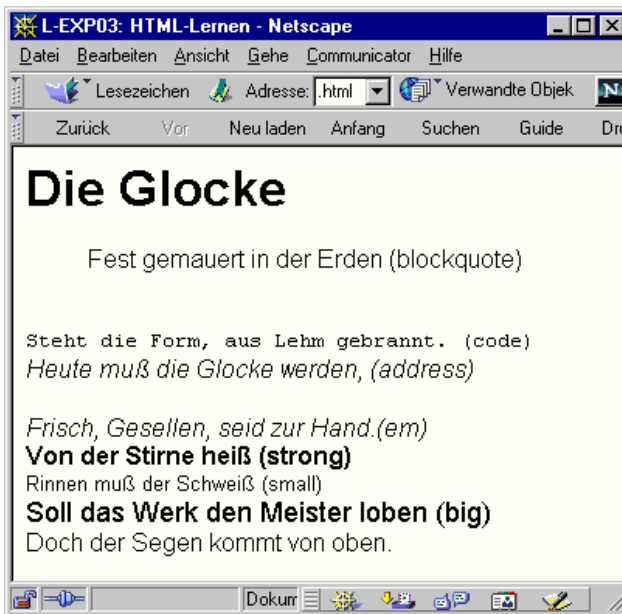 L-EXP03: HTML-Lernen - Netscape
Datei Bearbeiten Ansicht Gehe Communicator Hilfe
Lesezeichen Adresse: .html Verwandte Objek N
Zurück Vor Neu laden Anfang Suchen Guide Dru
Die Glocke
Fest gemauert in der Erden (blockquote)
Steht die Form, aus Lehm gebrannt. (code)
Heute muß die Glocke werden, (address)
Frisch, Gesellen, seid zur Hand.(em)
Von der Stirne heiß (strong)
Rinnen muß der Schweiß (small)
Soll das Werk den Meister loben (big)
Doch der Segen kommt von oben.
Dokum